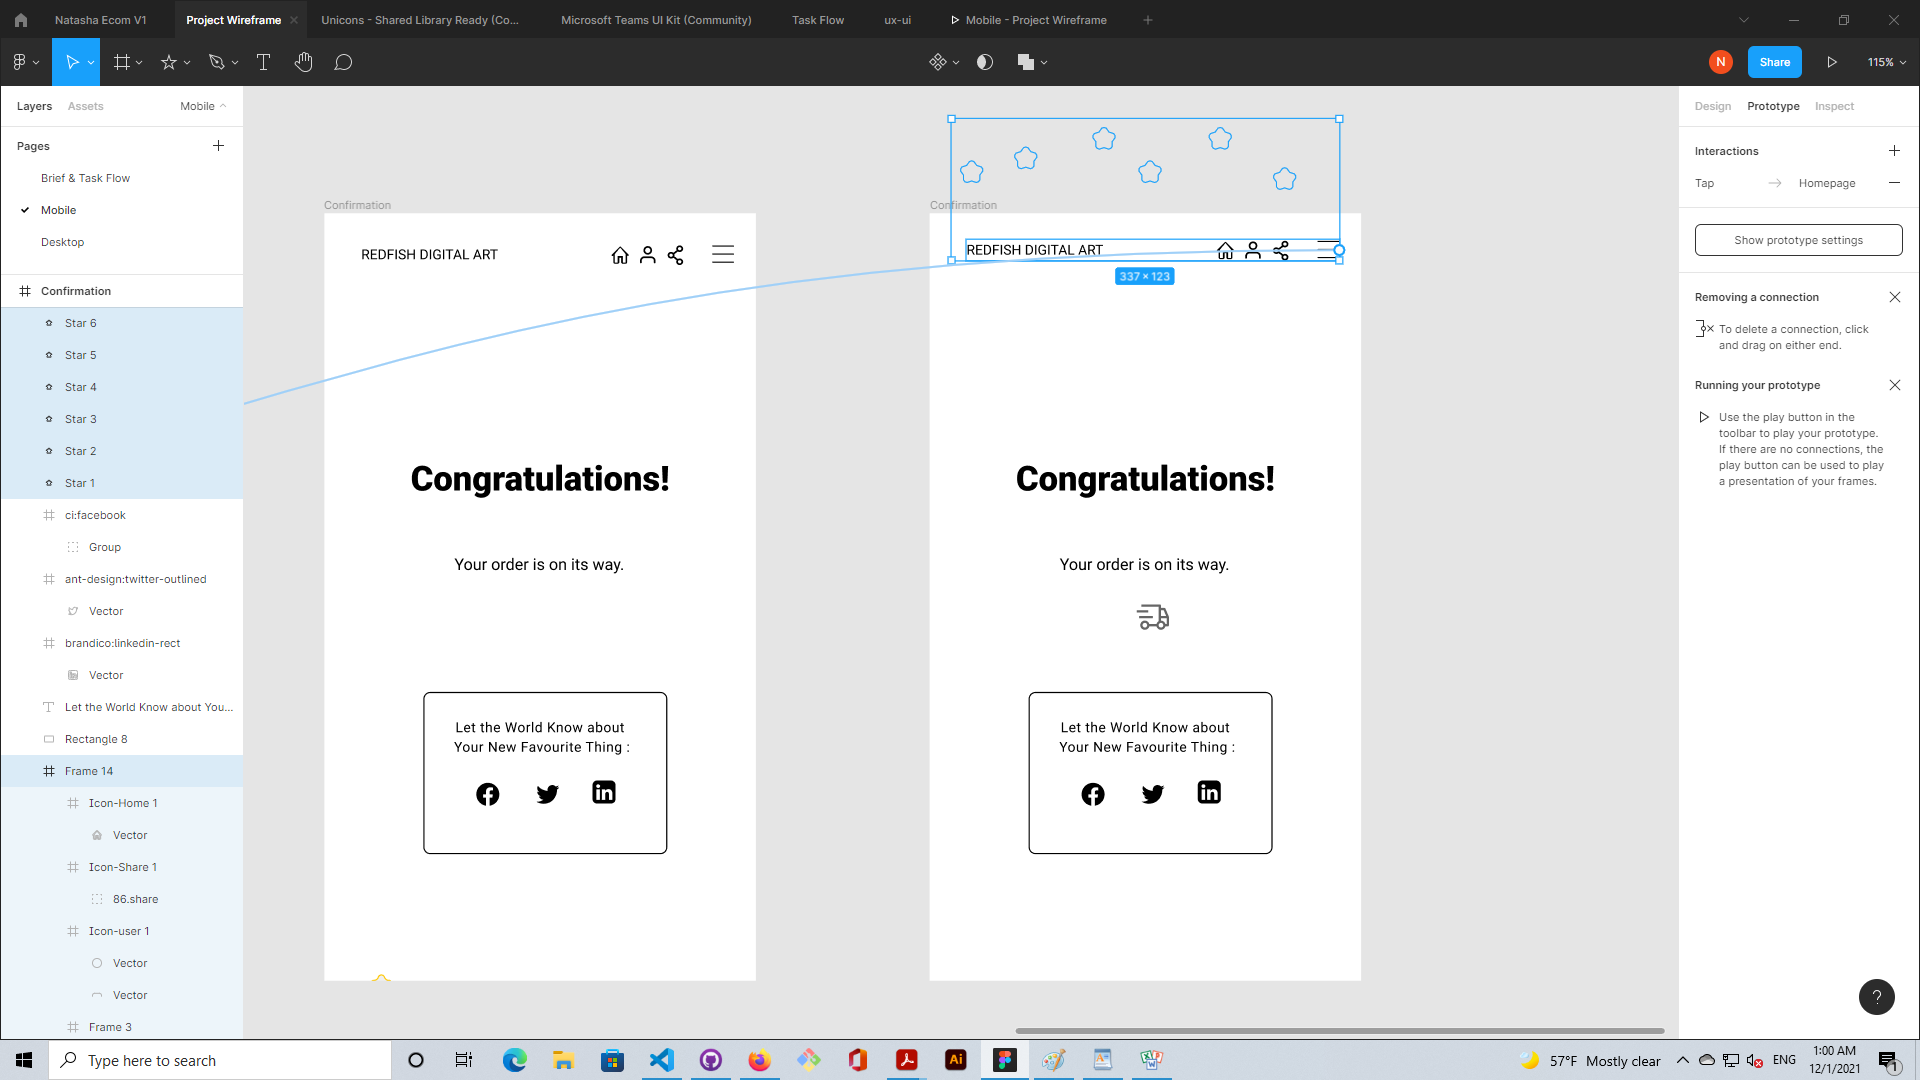 Natasha Ecom V1
Project Wireframe
Unicons - Shared Library Ready (Co...
Microsoft Teams UI Kit (Community)
Task Flow
ux-ui
Mobile - Project Wireframe
N
Share
115%
Layers
Assets
Mobile
Pages
Brief & Task Flow
Mobile
Desktop
Confirmation
Star 6
Star 5
Star 4
Star 3
Star 2
Star 1
ci:facebook
Group
ant-design:twitter-outlined
Vector
brandico:linkedin-rect
Vector
Let the World Know about You...
Rectangle 8
Frame 14
Icon-Home 1
Vector
Icon-Share 1
86.share
Icon-user 1
Vector
Vector
Frame 3
Confirmation
REDFISH DIGITAL ART
Congratulations!
Your order is on its way.
Let the World Know about
Your New Favourite Thing :
Confirmation
REDFISH DIGITAL ART
337 × 123
Congratulations!
Your order is on its way.
Let the World Know about
Your New Favourite Thing :
Design
Prototype
Inspect
Interactions
Tap
Homepage
Show prototype settings
Removing a connection
To delete a connection, click
and drag on either end.
Running your prototype
Use the play button in the
toolbar to play your prototype.
If there are no connections, the
play button can be used to play
a presentation of your frames.
?
Type here to search
Ai
57°F Mostly clear
ENG
1:00 AM
12/1/2021
1